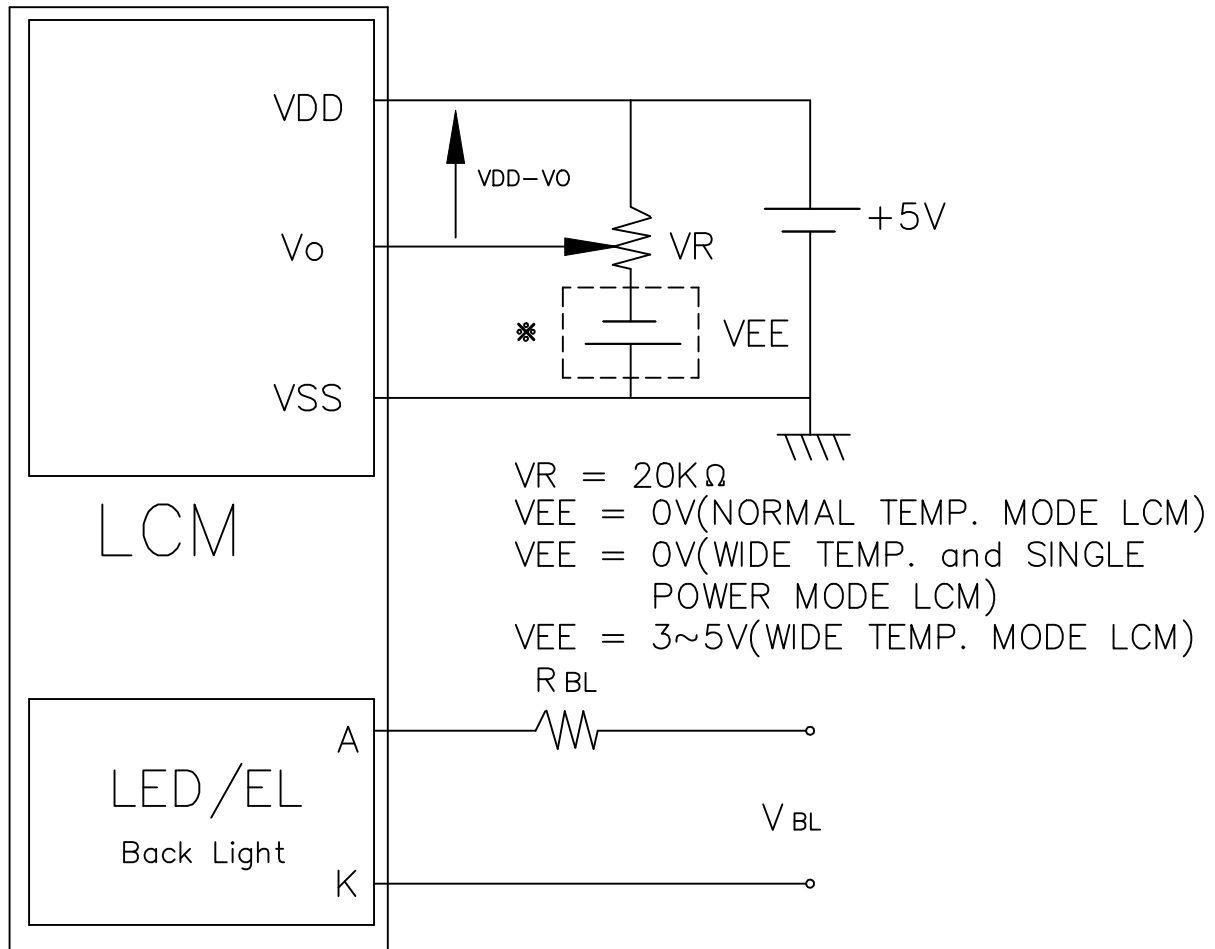 VDD
VDD-VO
+5V
Vo
VR
※
VEE
VSS
VR = 20KΩ
VEE = 0V(NORMAL TEMP. MODE LCM)
LCM
VEE = 0V(WIDE TEMP. and SINGLE
POWER MODE LCM)
VEE = 3~5V(WIDE TEMP. MODE LCM)
RBL
A
LED/EL
VBL
Back Light
K